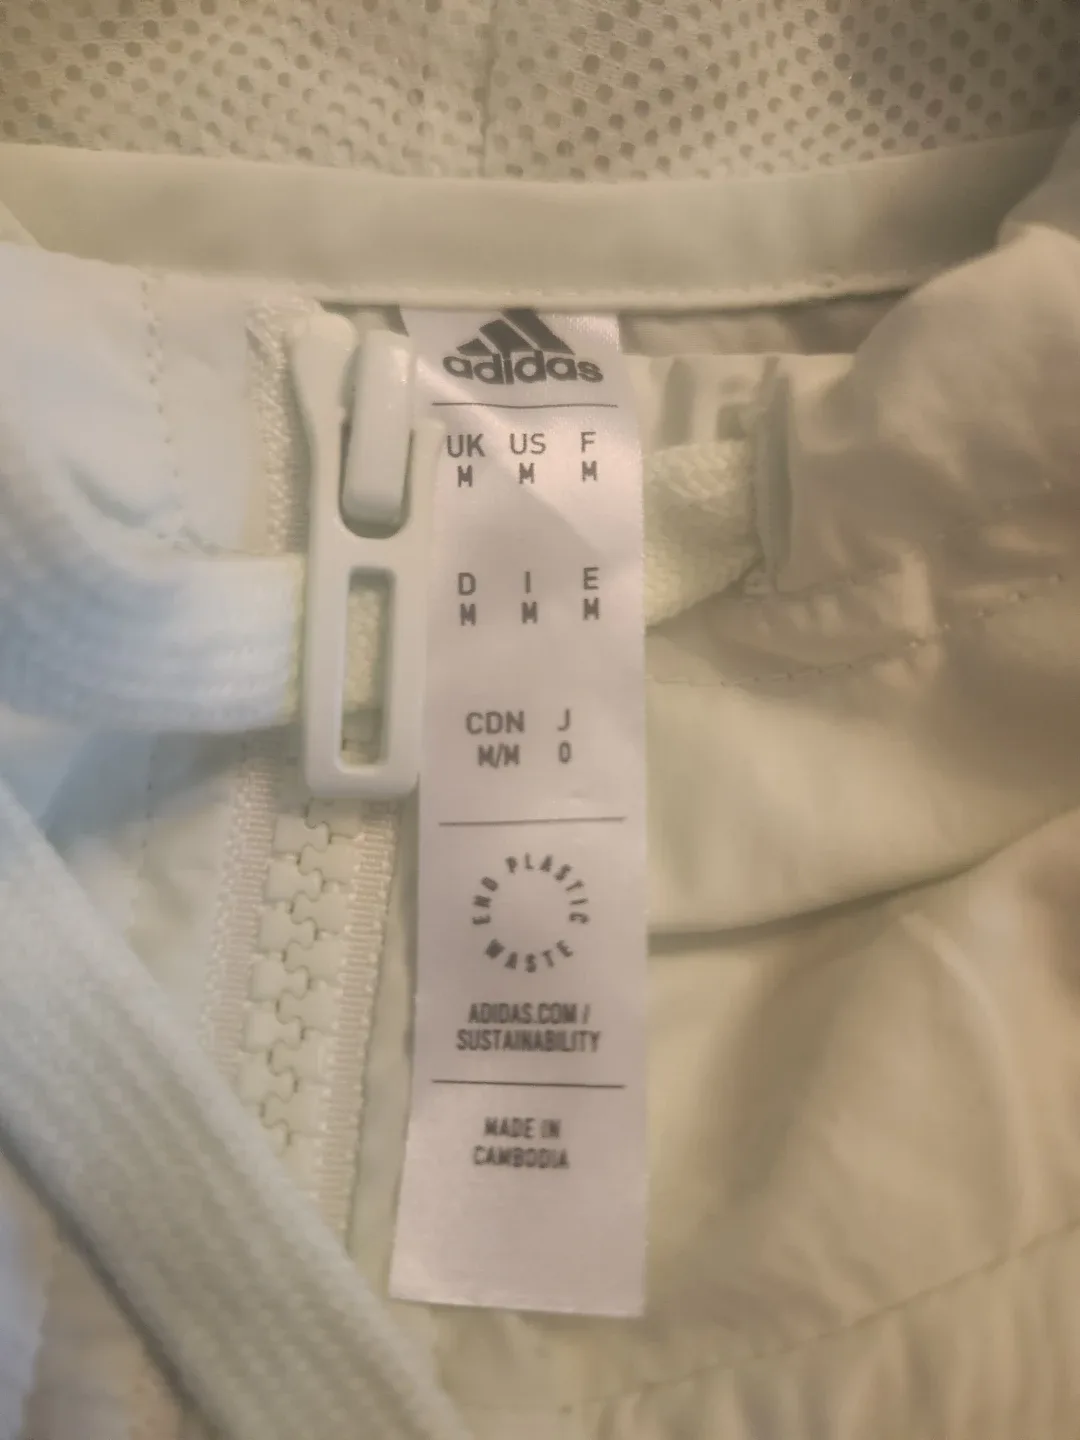 adidas
UK US F
M M M
D I E
M M M
CDN J
M/M O
END PLASTIC WASTE
ADIDAS.COM /
SUSTAINABILITY
MADE IN
CAMBODIA